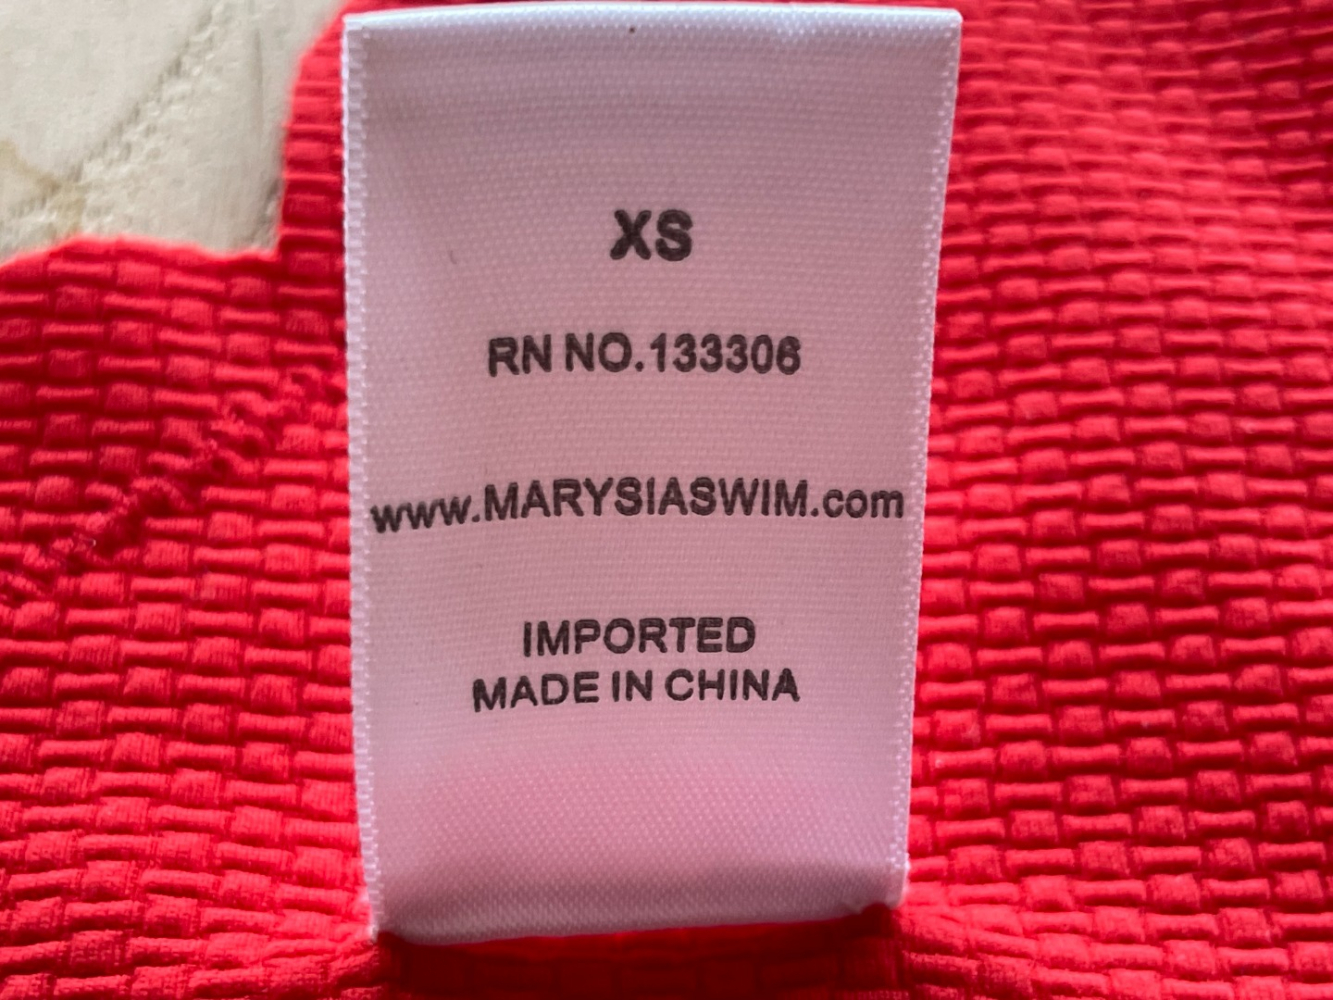 XS
RN NO.133306
www.MARYSIASWIM.com
IMPORTED
MADE IN CHINA